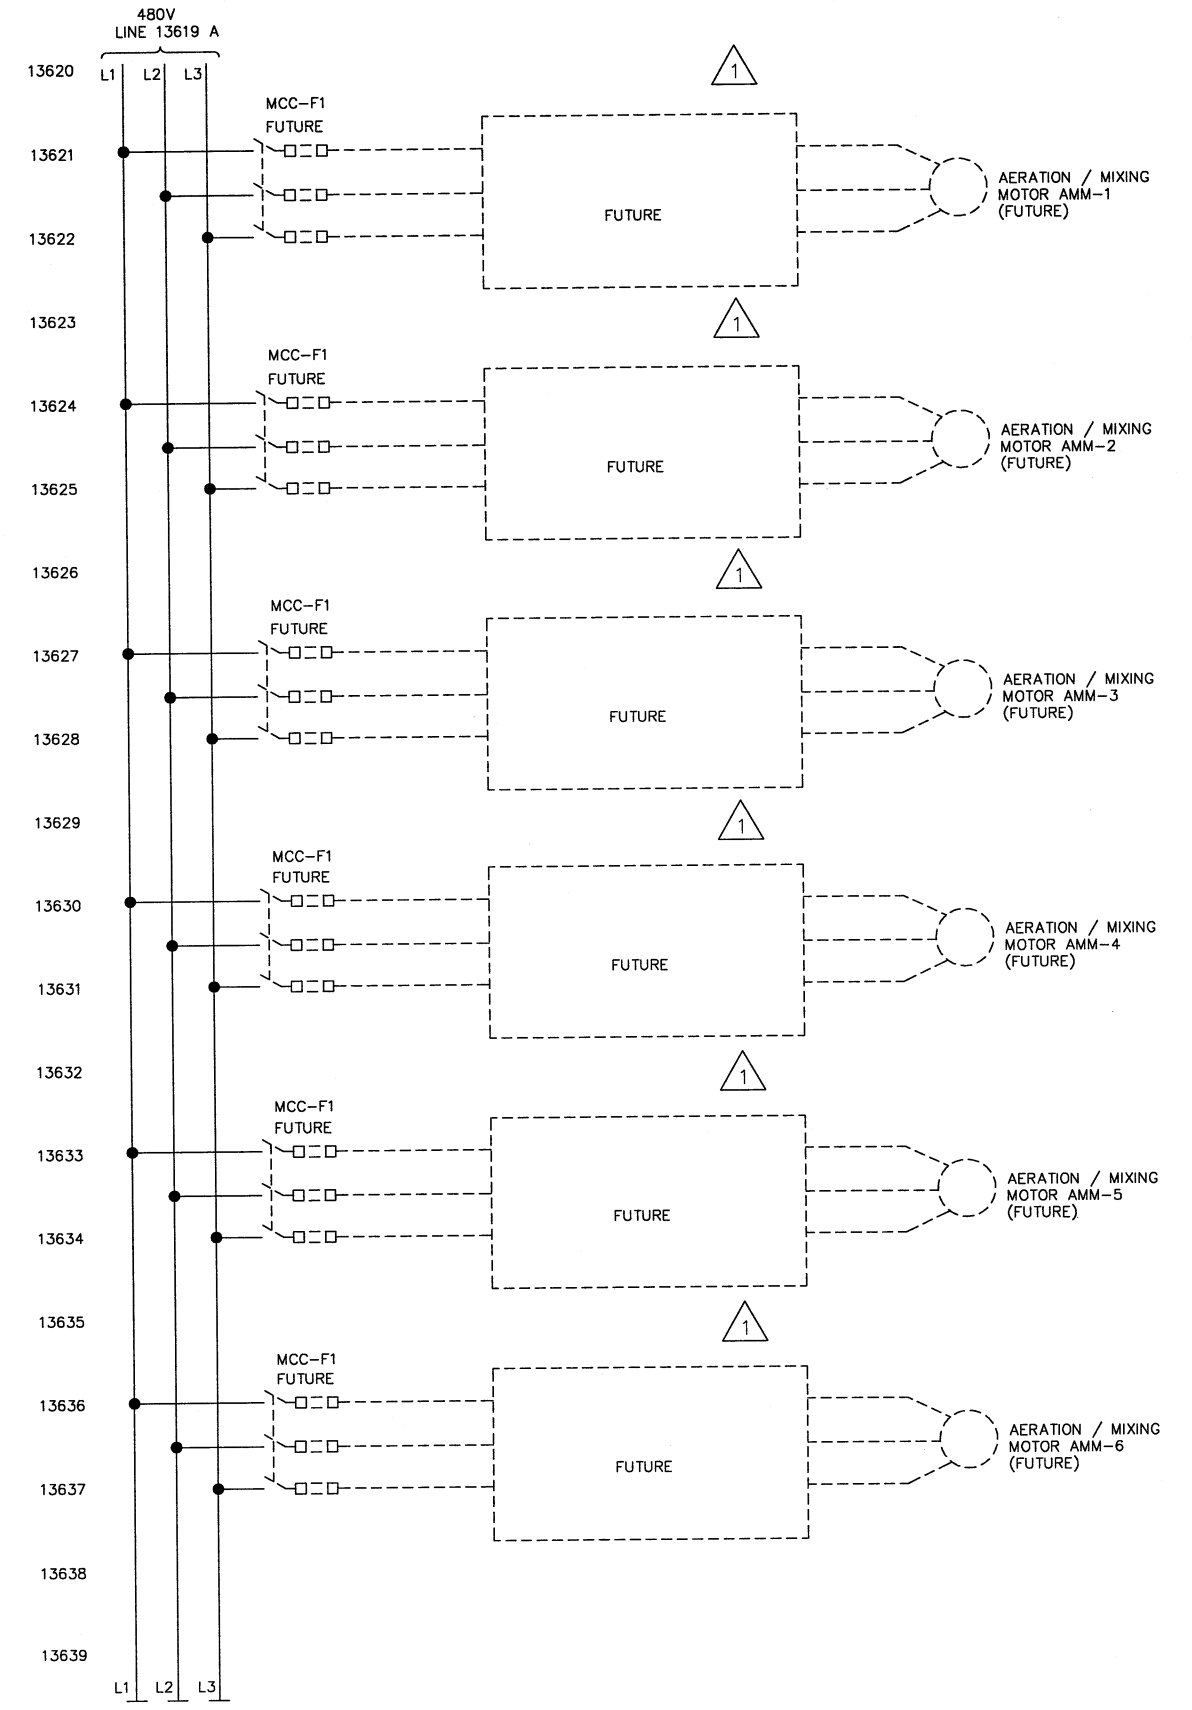 480V
LINE 13619 A
13620
L1 L2 L3
1
MCC-F1
FUTURE
13621
FUTURE
AERATION / MIXING
MOTOR AMM-1
(FUTURE)
13622
13623
1
MCC-F1
FUTURE
13624
FUTURE
AERATION / MIXING
MOTOR AMM-2
(FUTURE)
13625
13626
1
MCC-F1
FUTURE
13627
FUTURE
AERATION / MIXING
MOTOR AMM-3
(FUTURE)
13628
13629
1
MCC-F1
FUTURE
13630
FUTURE
AERATION / MIXING
MOTOR AMM-4
(FUTURE)
13631
13632
1
MCC-F1
FUTURE
13633
FUTURE
AERATION / MIXING
MOTOR AMM-5
(FUTURE)
13634
13635
1
MCC-F1
FUTURE
13636
FUTURE
AERATION / MIXING
MOTOR AMM-6
(FUTURE)
13637
13638
13639
L1 L2 L3